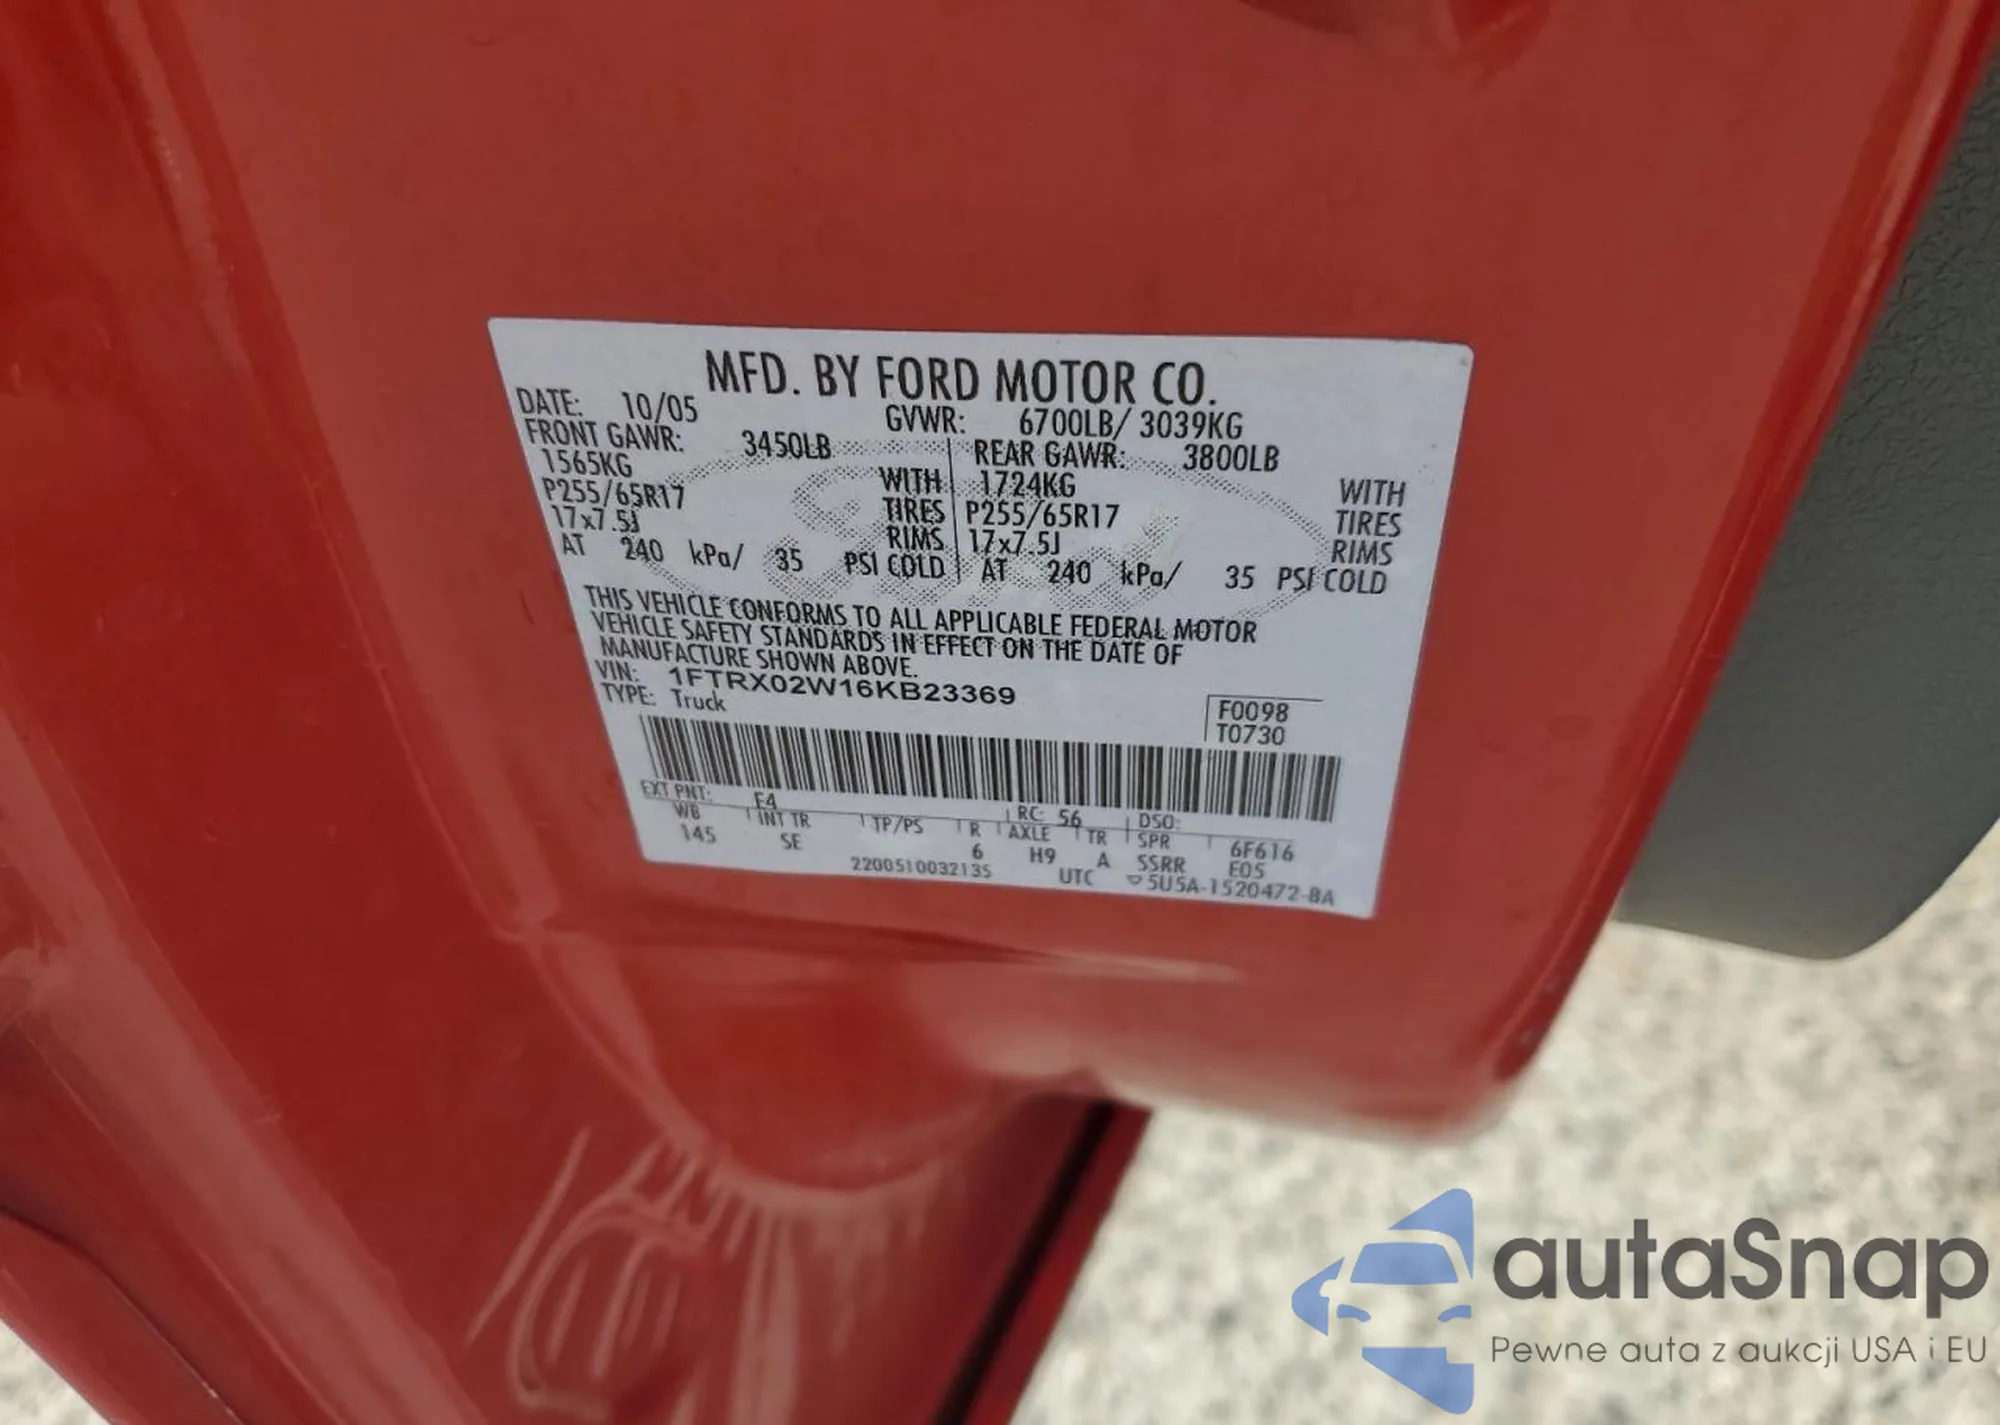 MFD. BY FORD MOTOR CO.
DATE: 10/05 GVWR: 6700LB/ 3039KG
FRONT GAWR: 3450LB REAR GAWR: 3800LB
1565KG WITH 1724KG WITH
P255/65R17 TIRES P255/65R17 TIRES
17x7.5J RIMS 17x7.5J RIMS
AT 240 kPa/ 35 PSI COLD AT 240 kPa/ 35 PSI COLD
THIS VEHICLE CONFORMS TO ALL APPLICABLE FEDERAL MOTOR
VEHICLE SAFETY STANDARDS IN EFFECT ON THE DATE OF
MANUFACTURE SHOWN ABOVE.
VIN: 1FTRX02W16KB23369
TYPE: Truck
F0098
T0730
EXT PNT: E4 RC: 56 DSO:
WB INT TR TP/PS R AXLE TR SPR 6F616
145 SE 6 H9 A SSRR E05
2200510032135 UTC 5U5A-1520472-BA
Ford
autaSnap
Pewne auta z aukcji USA i EU